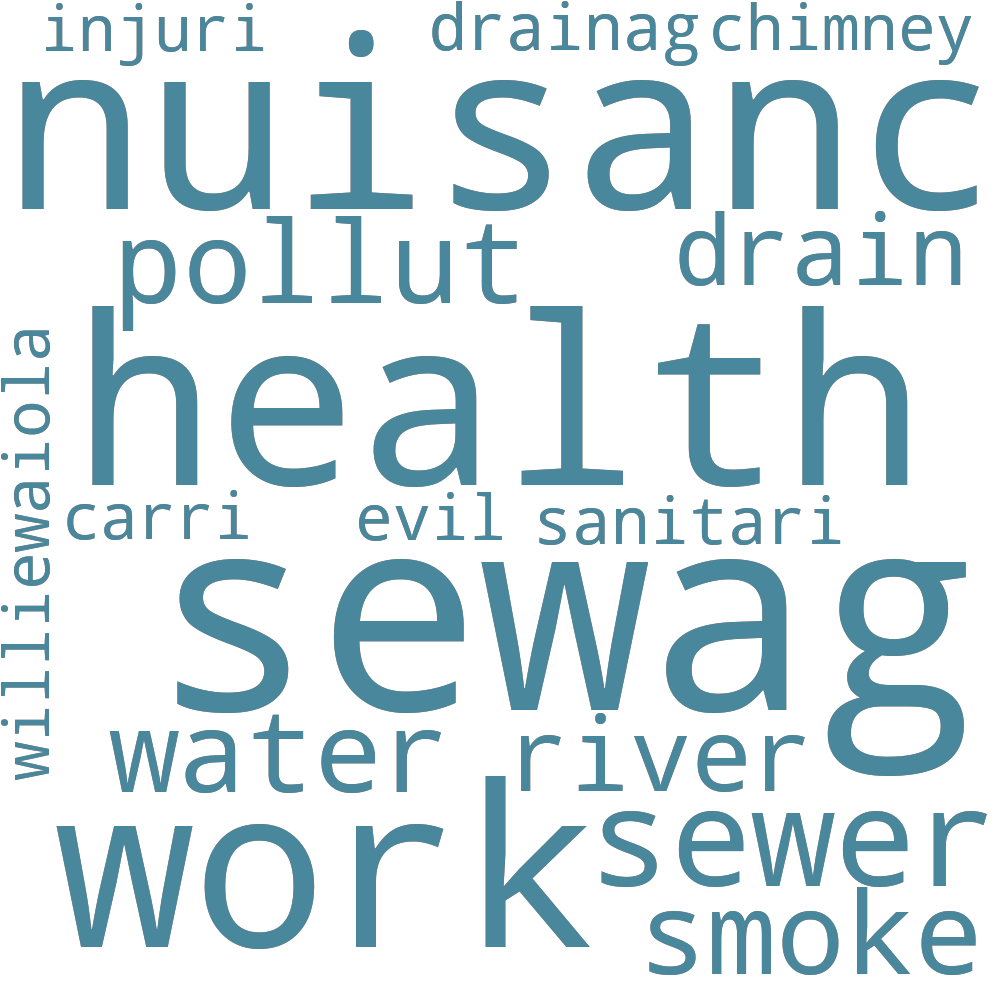 injuri drainag chimney
nuisanc
pollut drain
health
williewaiola
carri evil sanitari
sewag
water river
work sewer
smoke